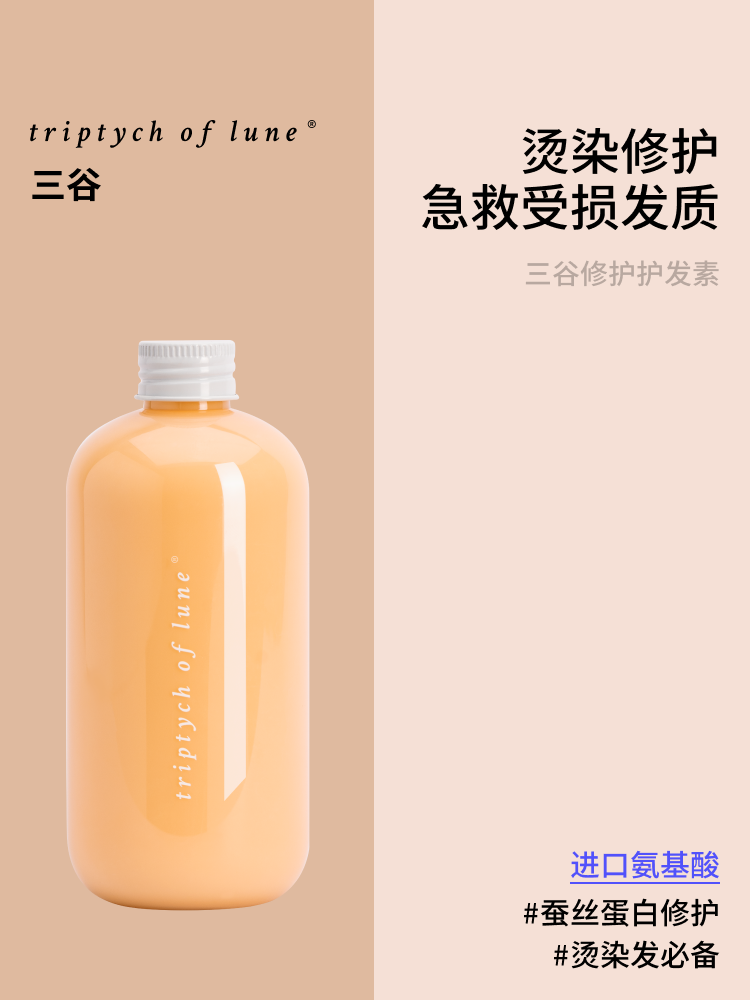 triptych of lune®
三谷
烫染修护
急救受损发质
三谷修护护发素
triptych of lune®
进口氨基酸
#蚕丝蛋白修护
#烫染发必备